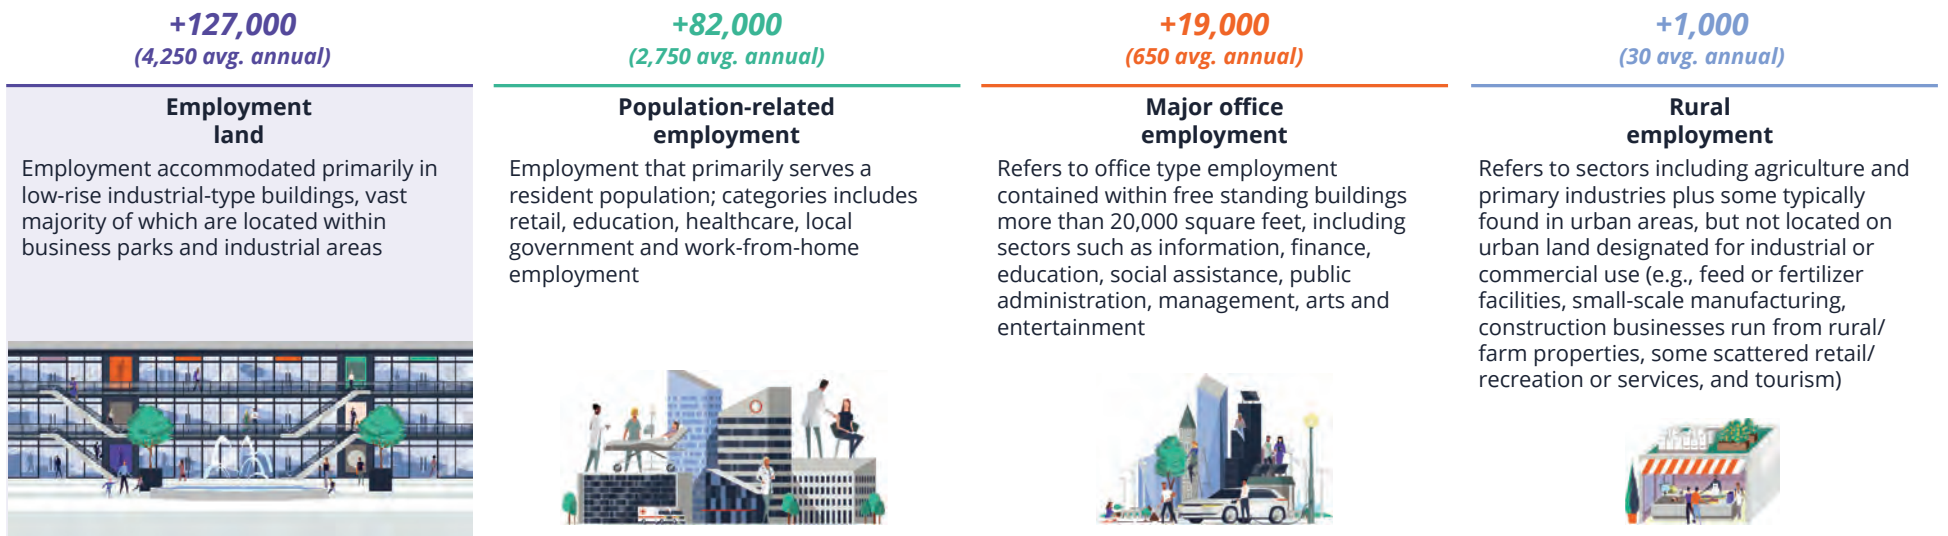 +127,000
(4,250 avg. annual)
Employment
land
Employment accommodated primarily in
low-rise industrial-type buildings, vast
majority of which are located within
business parks and industrial areas
+82,000
(2,750 avg. annual)
Population-related
employment
Employment that primarily serves a
resident population; categories includes
retail, education, healthcare, local
government and work-from-home
employment
+19,000
(650 avg. annual)
Major office
employment
Refers to office type employment
contained within free standing buildings
more than 20,000 square feet, including
sectors such as information, finance,
education, social assistance, public
administration, management, arts and
entertainment
+1,000
(30 avg. annual)
Rural
employment
Refers to sectors including agriculture and
primary industries plus some typically
found in urban areas, but not located on
urban land designated for industrial or
commercial use (e.g., feed or fertilizer
facilities, small-scale manufacturing,
construction businesses run from rural/
farm properties, some scattered retail/
recreation or services, and tourism)